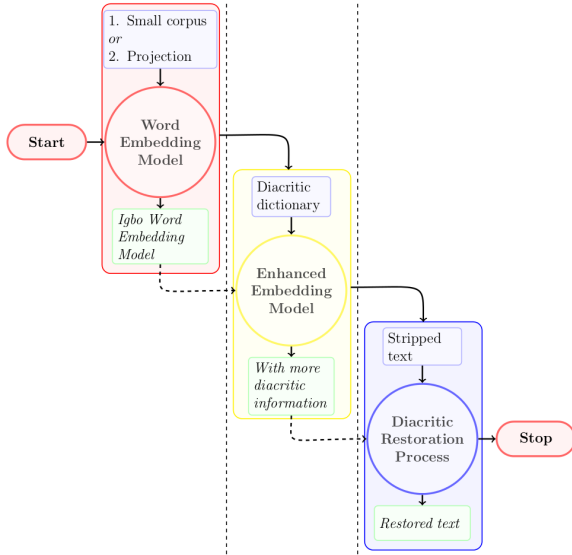 1. Small corpus
or
2. Projection
Start
Word
Embedding
Model
Igbo Word
Embedding
Model
Diacritic
dictionary
Enhanced
Embedding
Model
With more
diacritic
information
Stripped
text
Diacritic
Restoration
Process
Stop
Restored text